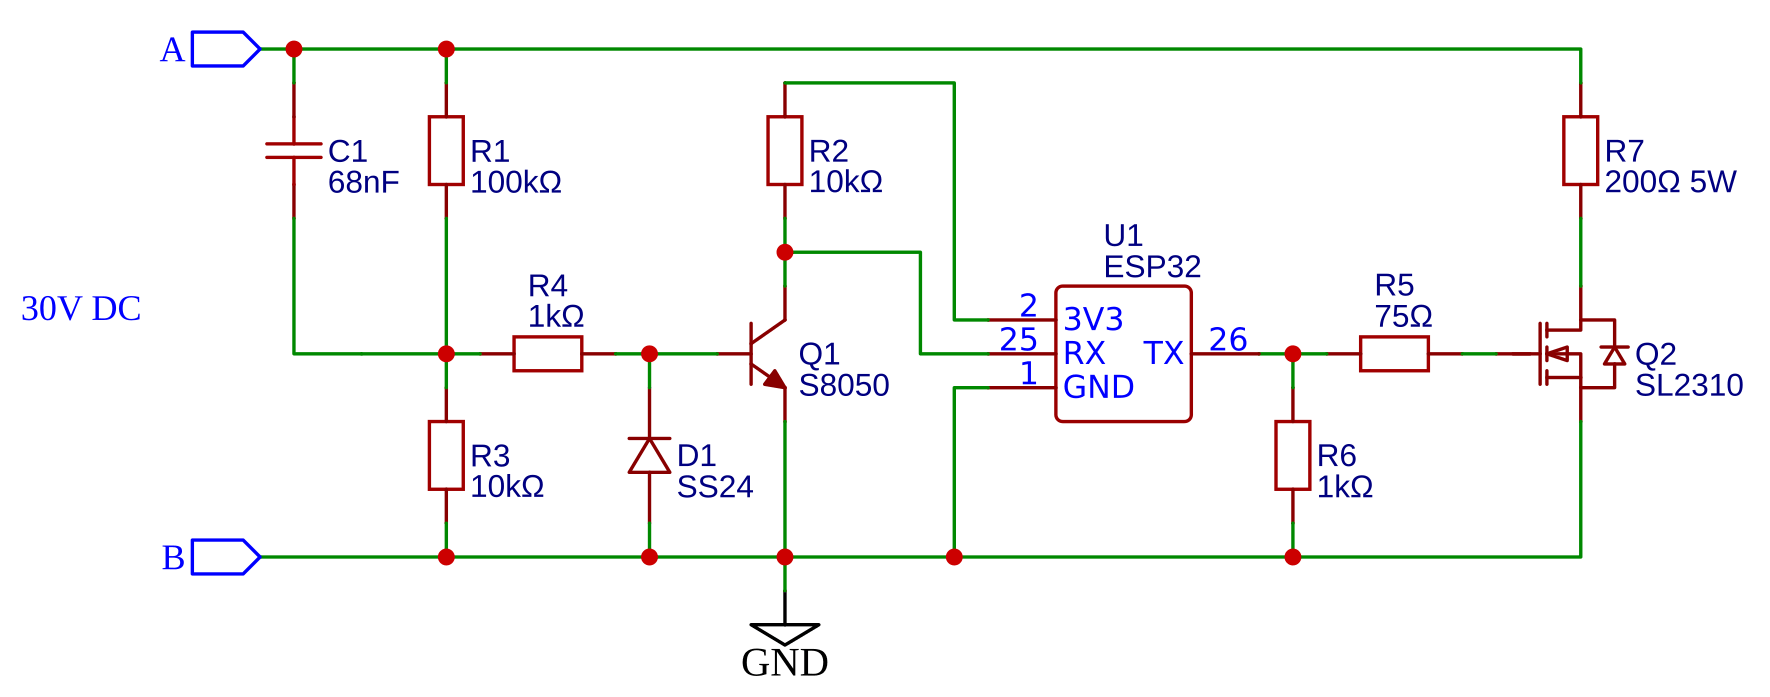 A
C1
68nF
R1
100kΩ
R2
10kΩ
R7
200Ω 5W
U1
ESP32
30V DC
R4
1kΩ
R5
75Ω
2
3V3
25
RX
TX
26
1
GND
Q1
S8050
Q2
SL2310
R3
10kΩ
D1
SS24
R6
1kΩ
B
GND